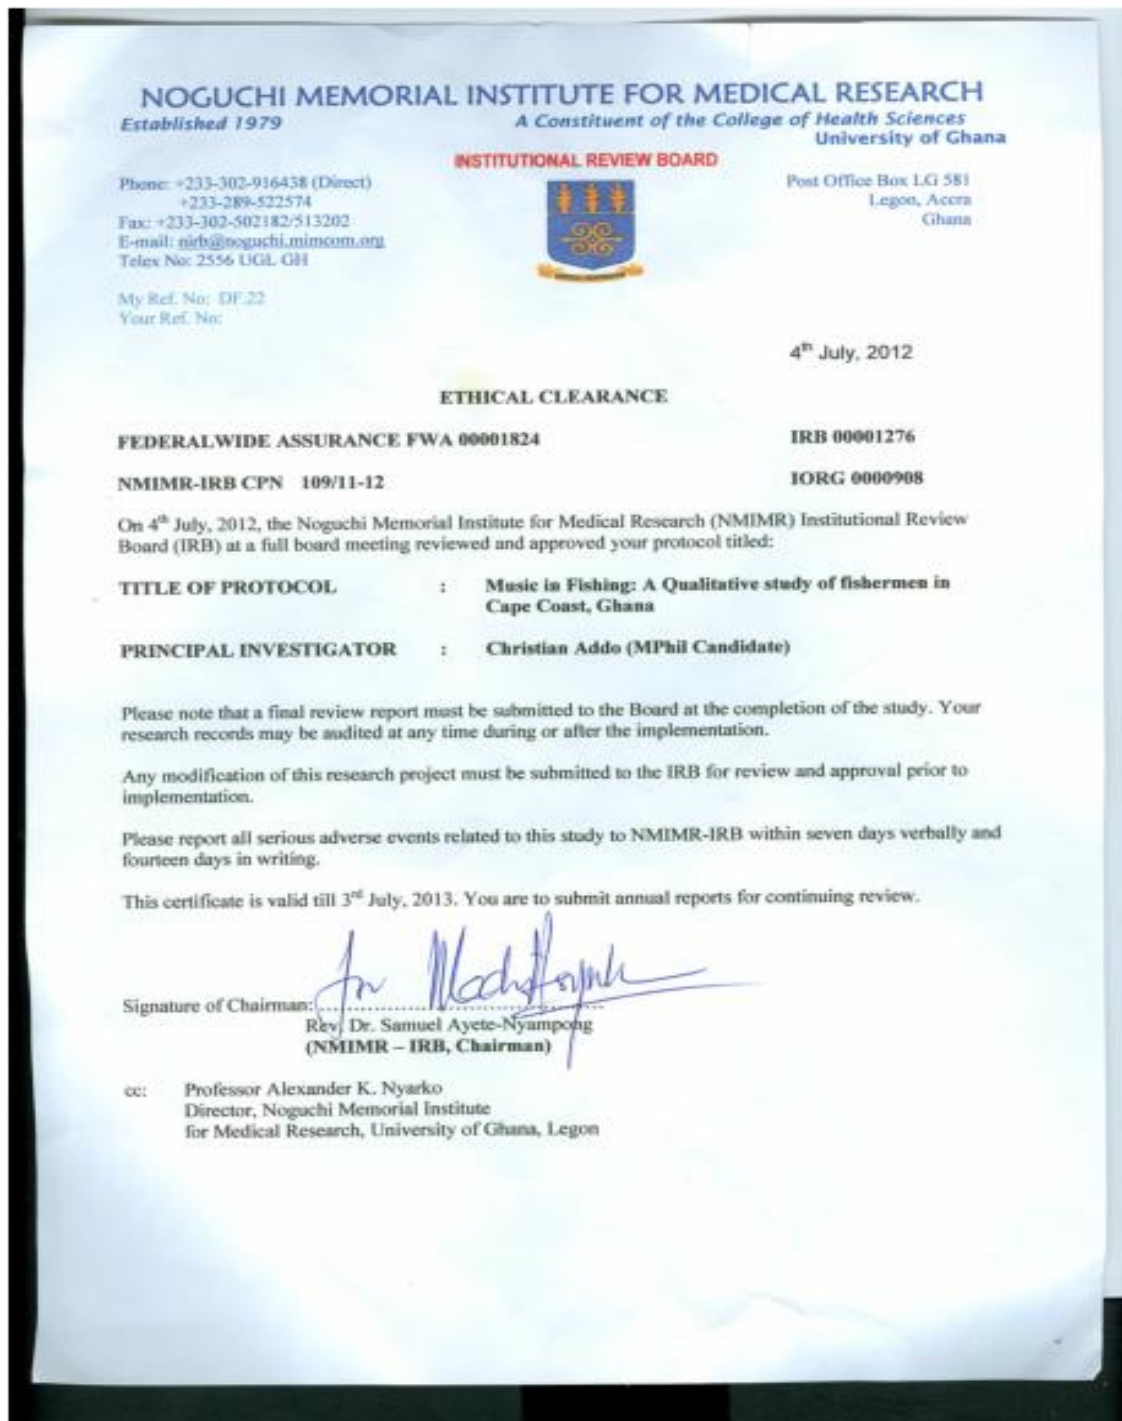 NOGUCHI MEMORIAL INSTITUTE FOR MEDICAL RESEARCH
Established 1979
A Constituent of the College of Health Sciences
University of Ghana
INSTITUTIONAL REVIEW BOARD
Phone: +233-302-916438 (Direct)
+233-289-522574
Fax: +233-302-502182/513202
E-mail: nirb@noguchi.mimcom.org
Telex No: 2556 UGL GH
Post Office Box LG 581
Legon, Accra
Ghana
My Ref. No: DF.22
Your Ref. No:
4th July, 2012
ETHICAL CLEARANCE
FEDERALWIDE ASSURANCE FWA 00001824 IRB 00001276
NMIMR-IRB CPN 109/11-12 IORG 0000908
On 4th July, 2012, the Noguchi Memorial Institute for Medical Research (NMIMR) Institutional Review
Board (IRB) at a full board meeting reviewed and approved your protocol titled:
TITLE OF PROTOCOL : Music in Fishing: A Qualitative study of fishermen in
Cape Coast, Ghana
PRINCIPAL INVESTIGATOR : Christian Addo (MPhil Candidate)
Please note that a final review report must be submitted to the Board at the completion of the study. Your
research records may be audited at any time during or after the implementation.
Any modification of this research project must be submitted to the IRB for review and approval prior to
implementation.
Please report all serious adverse events related to this study to NMIMR-IRB within seven days verbally and
fourteen days in writing.
This certificate is valid till 3rd July, 2013. You are to submit annual reports for continuing review.
for
Signature of Chairman:
Rev. Dr. Samuel Ayete-Nyampong
(NMIMR – IRB, Chairman)
cc: Professor Alexander K. Nyarko
Director, Noguchi Memorial Institute
for Medical Research, University of Ghana, Legon